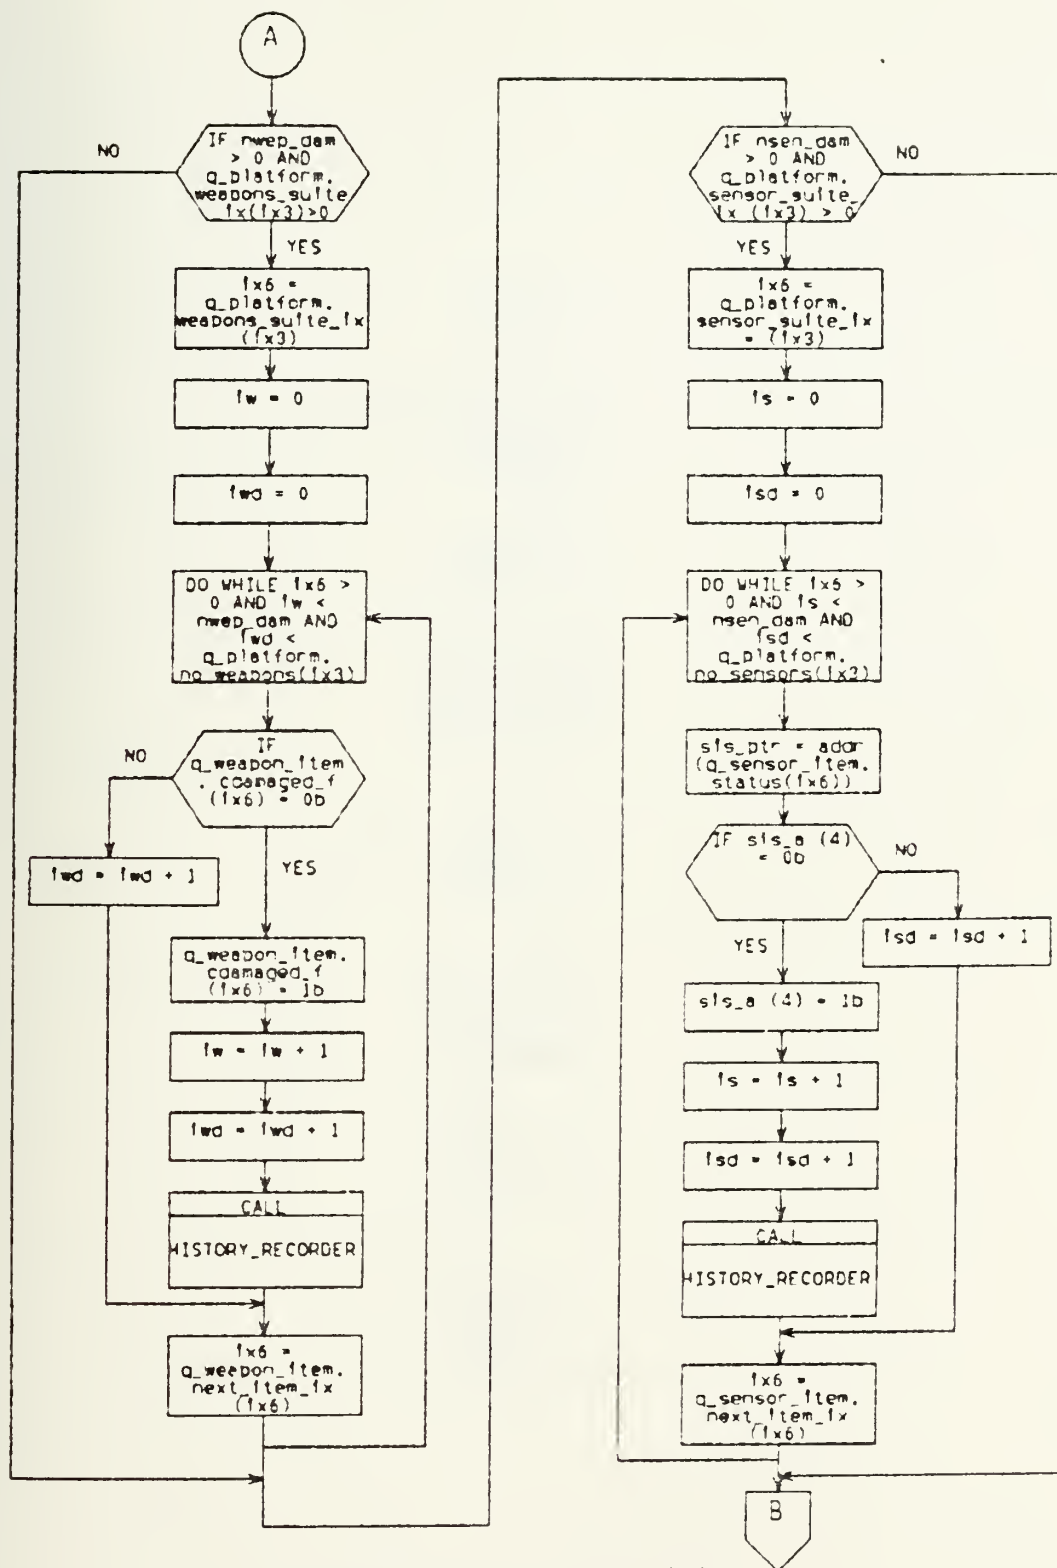 A
IF nwep_dam
> 0 AND
q_platform.
weapons_suite_
ix(ix3)>0
NO
YES
ix6 =
q_platform.
weapons_suite_ix
(ix3)
iw = 0
iwd = 0
DO WHILE ix6 >
0 AND iw <
nwep_dam AND
iwd <
q_platform.
no_weapons(ix3)
IF
q_weapon_item
. cdamaged_f
(ix6) = 0b
NO
YES
iwd = iwd + 1
q_weapon_item.
cdamaged_f
(ix6) = 1b
iw = iw + 1
iwd = iwd + 1
CALL
HISTORY_RECORDER
ix6 =
q_weapon_item.
next_item_ix
(ix6)
IF nsen_dam
> 0 AND
q_platform.
sensor_suite_
ix (ix3) > 0
NO
YES
ix6 =
q_platform.
sensor_suite_ix
= (ix3)
is = 0
isd = 0
DO WHILE ix6 >
0 AND is <
nsen_dam AND
isd <
q_platform.
no_sensors(ix3)
sis_ptr = addr
(q_sensor_item.
status(ix6))
IF sis_a (4)
= 0b
NO
YES
isd = isd + 1
sis_a (4) = 1b
is = is + 1
isd = isd + 1
CALL
HISTORY_RECORDER
ix6 =
q_sensor_item.
next_item_ix
(ix6)
B